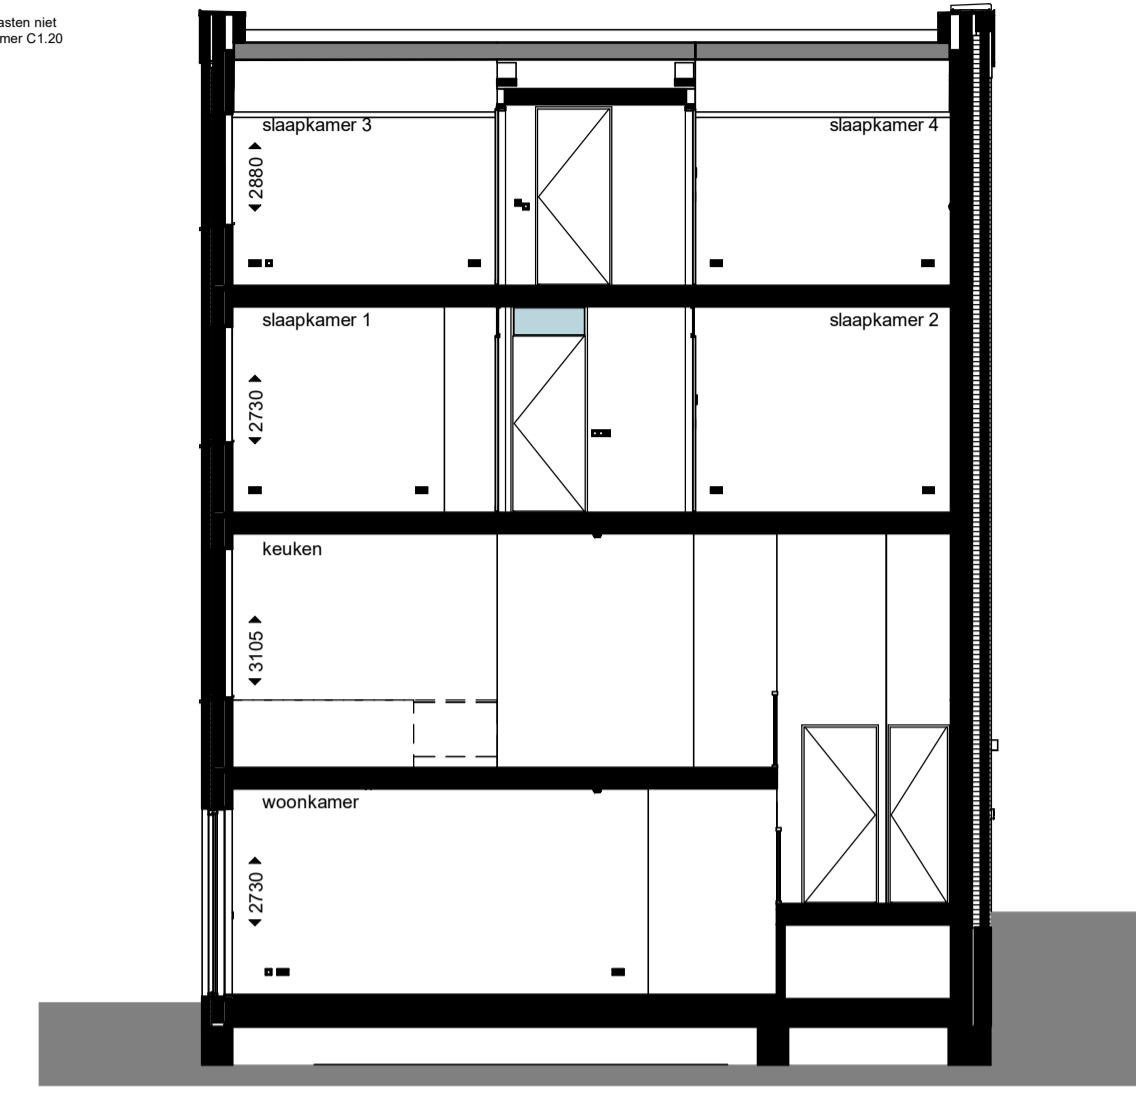 asten niet
mer C1.20
slaapkamer 3
slaapkamer 4
2880
slaapkamer 1
slaapkamer 2
2730
keuken
3105
woonkamer
2730